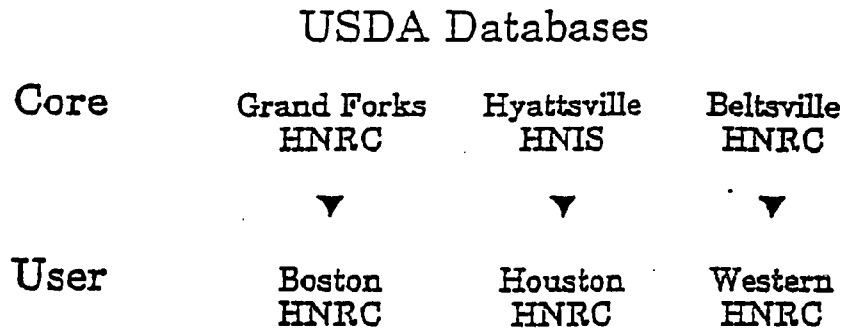 USDA Databases
Core Grand Forks Hyattsville Beltsville
HNRC HNIS HNRC
User Boston Houston Western
HNRC HNRC HNRC